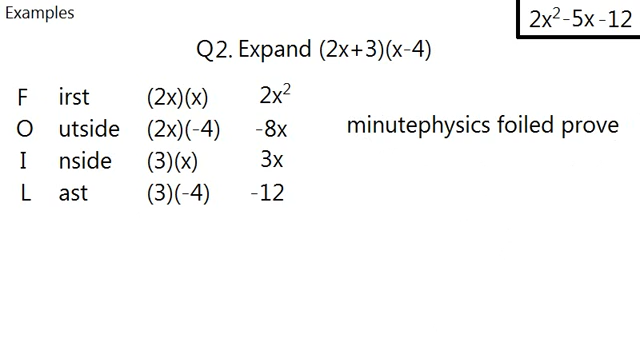 Examples
2x²-5x-12
Q2. Expand (2x+3)(x-4)
F irst (2x)(x) 2x²
O utside (2x)(-4) -8x
minutephysics foiled prove
I nside (3)(x) 3x
L ast (3)(-4) -12